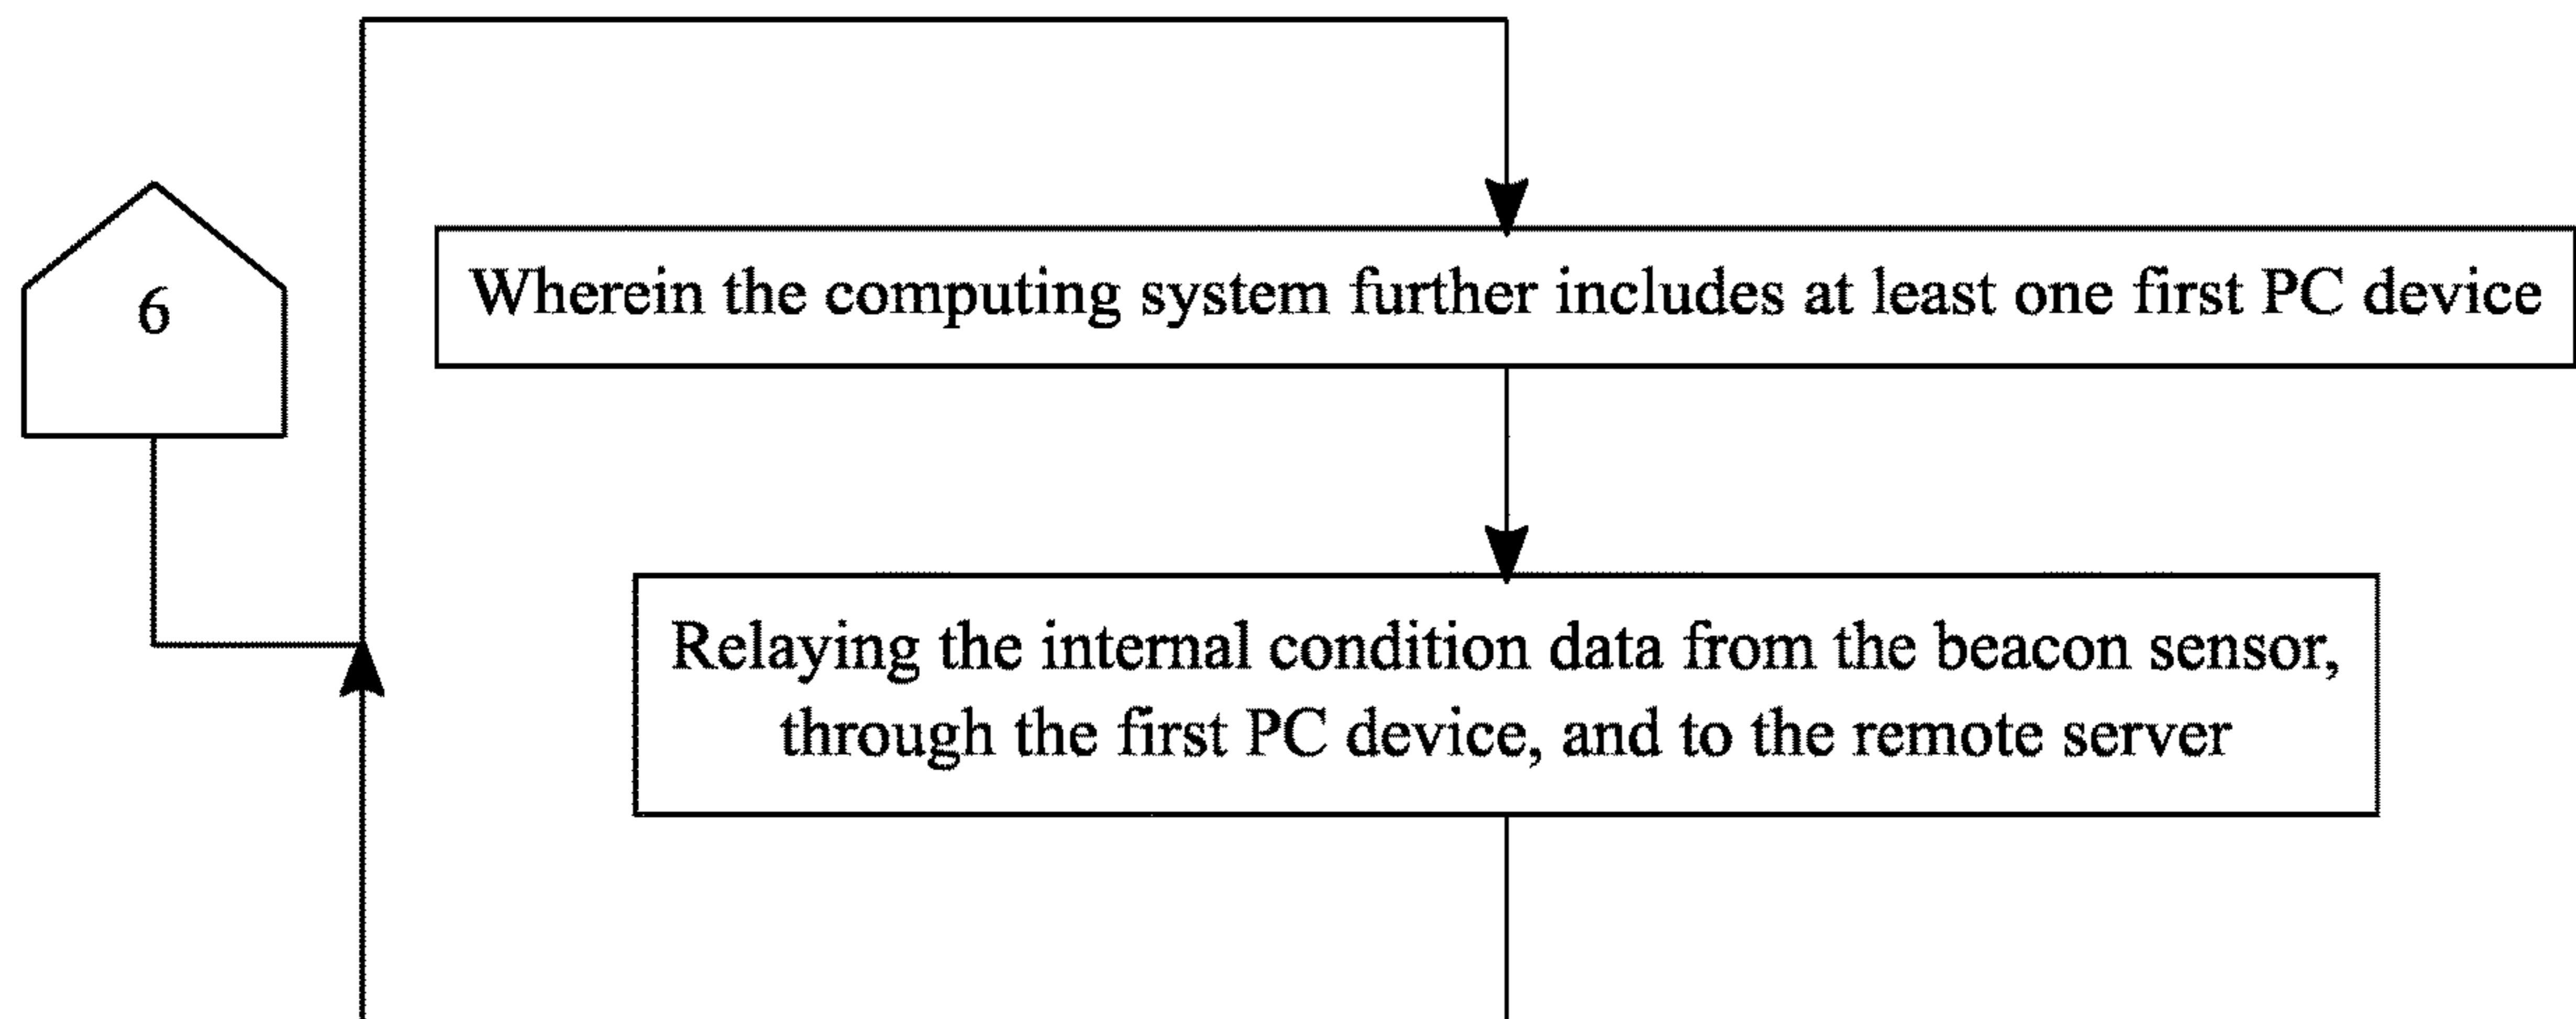 6
Wherein the computing system further includes at least one first PC device
Relaying the internal condition data from the beacon sensor,
through the first PC device, and to the remote server